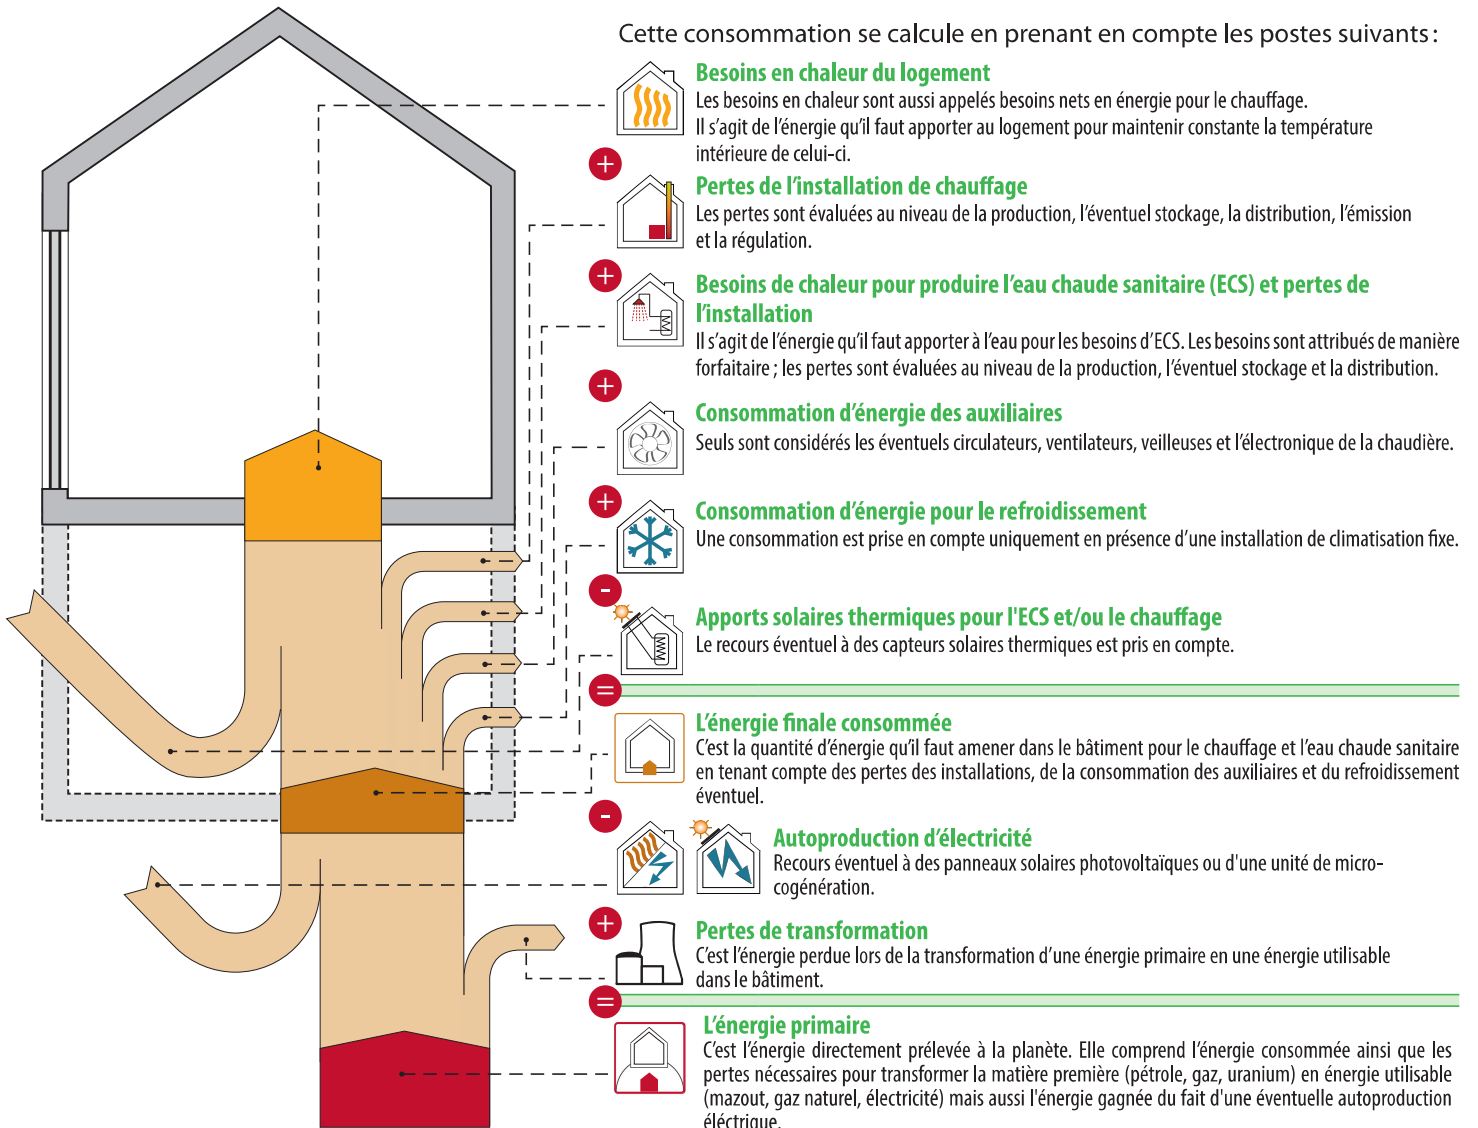 Cette consommation se calcule en prenant en compte les postes suivants :
Besoins en chaleur du logement
Les besoins en chaleur sont aussi appelés besoins nets en énergie pour le chauffage.
Il s'agit de l'énergie qu'il faut apporter au logement pour maintenir constante la température
intérieure de celui-ci.
+
Pertes de l'installation de chauffage
Les pertes sont évaluées au niveau de la production, l'éventuel stockage, la distribution, l'émission
et la régulation.
+
Besoins de chaleur pour produire l'eau chaude sanitaire (ECS) et pertes de
l'installation
Il s'agit de l'énergie qu'il faut apporter à l'eau pour les besoins d'ECS. Les besoins sont attribués de manière
forfaitaire ; les pertes sont évaluées au niveau de la production, l'éventuel stockage et la distribution.
+
Consommation d'énergie des auxiliaires
Seuls sont considérés les éventuels circulateurs, ventilateurs, veilleuses et l'électronique de la chaudière.
+
Consommation d'énergie pour le refroidissement
Une consommation est prise en compte uniquement en présence d'une installation de climatisation fixe.
-
Apports solaires thermiques pour l'ECS et/ou le chauffage
Le recours éventuel à des capteurs solaires thermiques est pris en compte.
=
L'énergie finale consommée
C'est la quantité d'énergie qu'il faut amener dans le bâtiment pour le chauffage et l'eau chaude sanitaire
en tenant compte des pertes des installations, de la consommation des auxiliaires et du refroidissement
éventuel.
-
Autoproduction d'électricité
Recours éventuel à des panneaux solaires photovoltaïques ou d'une unité de micro-
cogénération.
+
Pertes de transformation
C'est l'énergie perdue lors de la transformation d'une énergie primaire en une énergie utilisable
dans le bâtiment.
=
L'énergie primaire
C'est l'énergie directement prélevée à la planète. Elle comprend l'énergie consommée ainsi que les
pertes nécessaires pour transformer la matière première (pétrole, gaz, uranium) en énergie utilisable
(mazout, gaz naturel, électricité) mais aussi l'énergie gagnée du fait d'une éventuelle autoproduction
éléctrique.